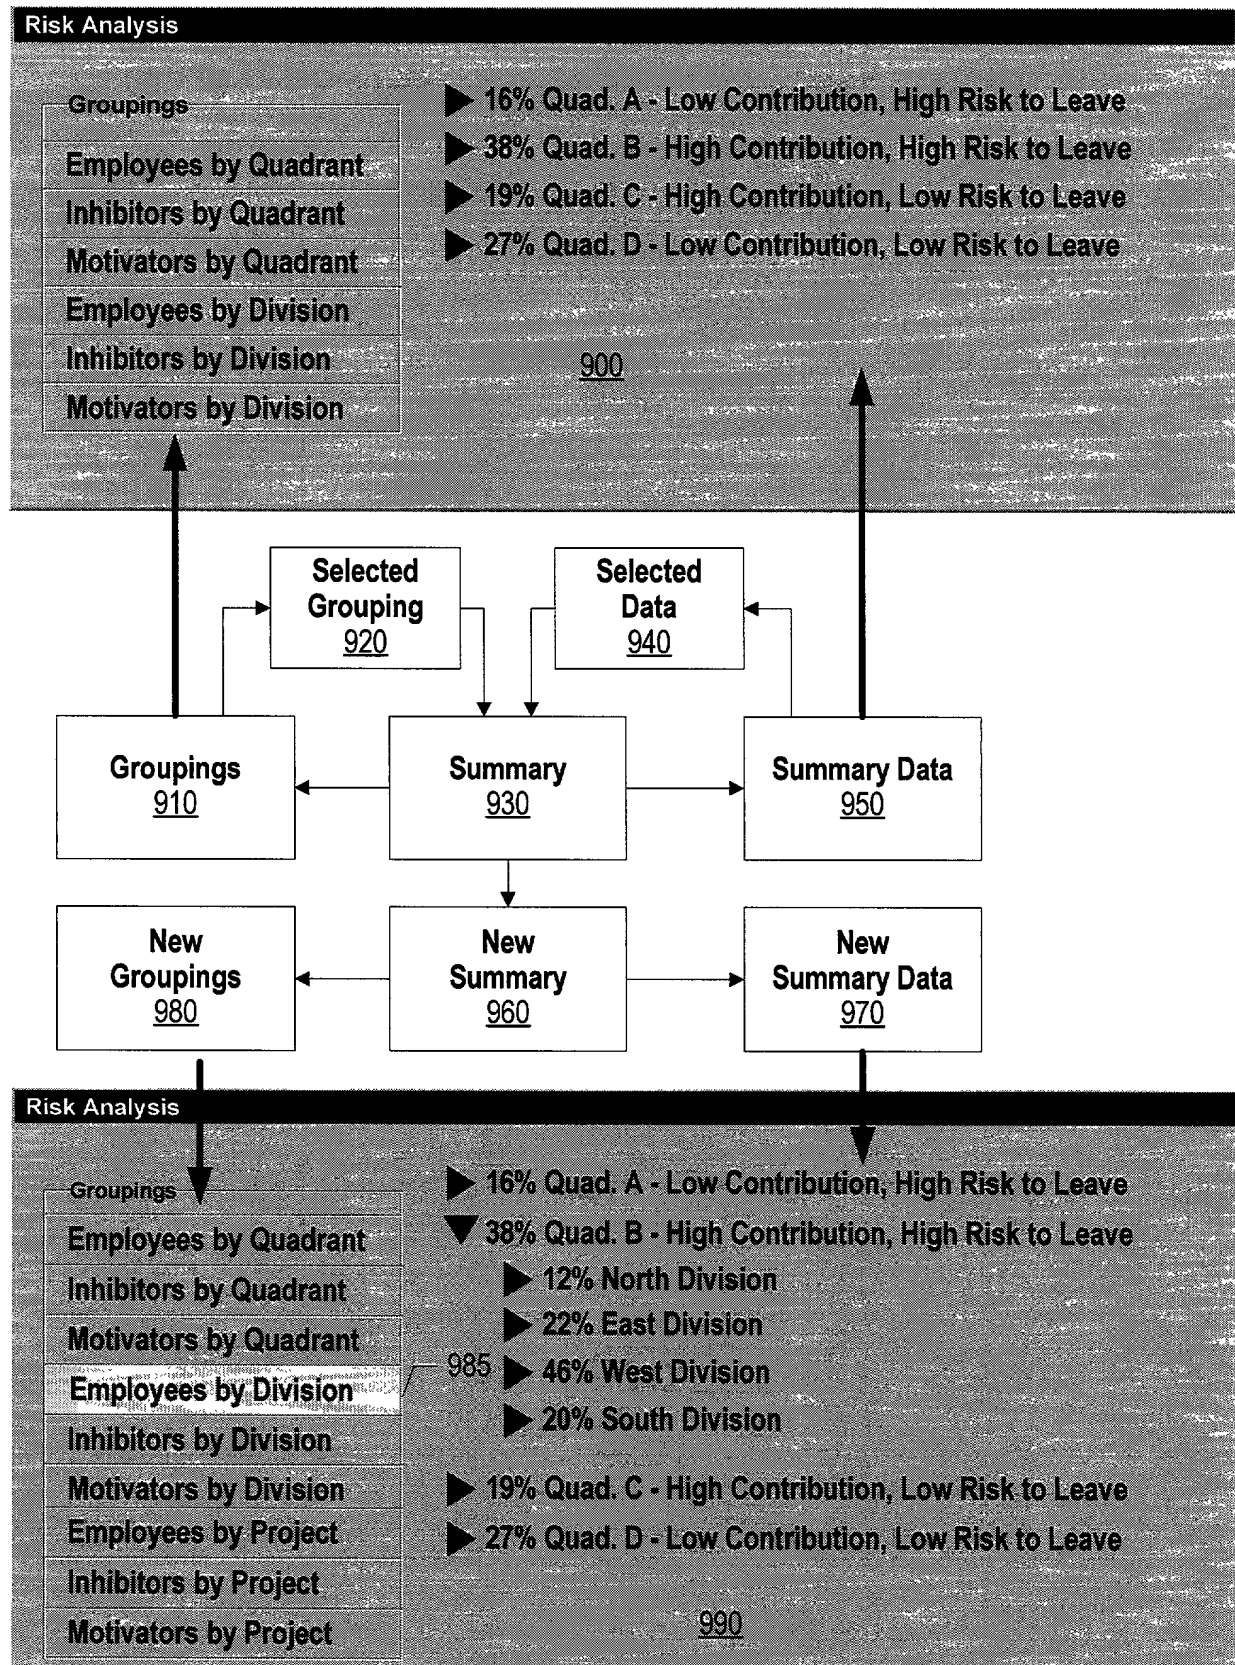 Risk Analysis
Groupings
Employees by Quadrant
Inhibitors by Quadrant
Motivators by Quadrant
Employees by Division
Inhibitors by Division
Motivators by Division
16% Quad. A - Low Contribution, High Risk to Leave
38% Quad. B - High Contribution, High Risk to Leave
19% Quad. C - High Contribution, Low Risk to Leave
27% Quad. D - Low Contribution, Low Risk to Leave
900
Selected
Grouping
920
Selected
Data
940
Groupings
910
Summary
930
Summary Data
950
New
Groupings
980
New
Summary
960
New
Summary Data
970
Risk Analysis
Groupings
Employees by Quadrant
Inhibitors by Quadrant
Motivators by Quadrant
Employees by Division
Inhibitors by Division
Motivators by Division
Employees by Project
Inhibitors by Project
Motivators by Project
985
16% Quad. A - Low Contribution, High Risk to Leave
38% Quad. B - High Contribution, High Risk to Leave
12% North Division
22% East Division
46% West Division
20% South Division
19% Quad. C - High Contribution, Low Risk to Leave
27% Quad. D - Low Contribution, Low Risk to Leave
990